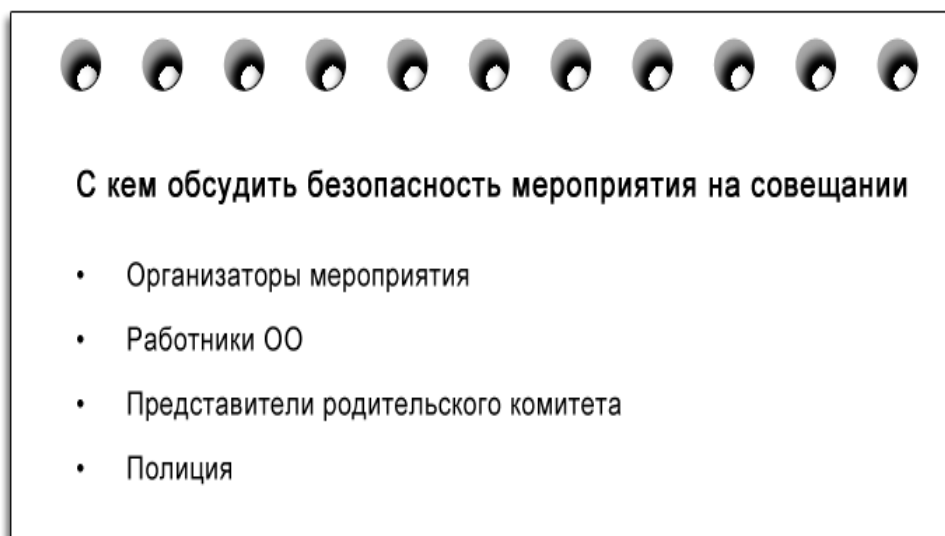 С кем обсудить безопасность мероприятия на совещании
• Организаторы мероприятия
• Работники ОО
• Представители родительского комитета
• Полиция